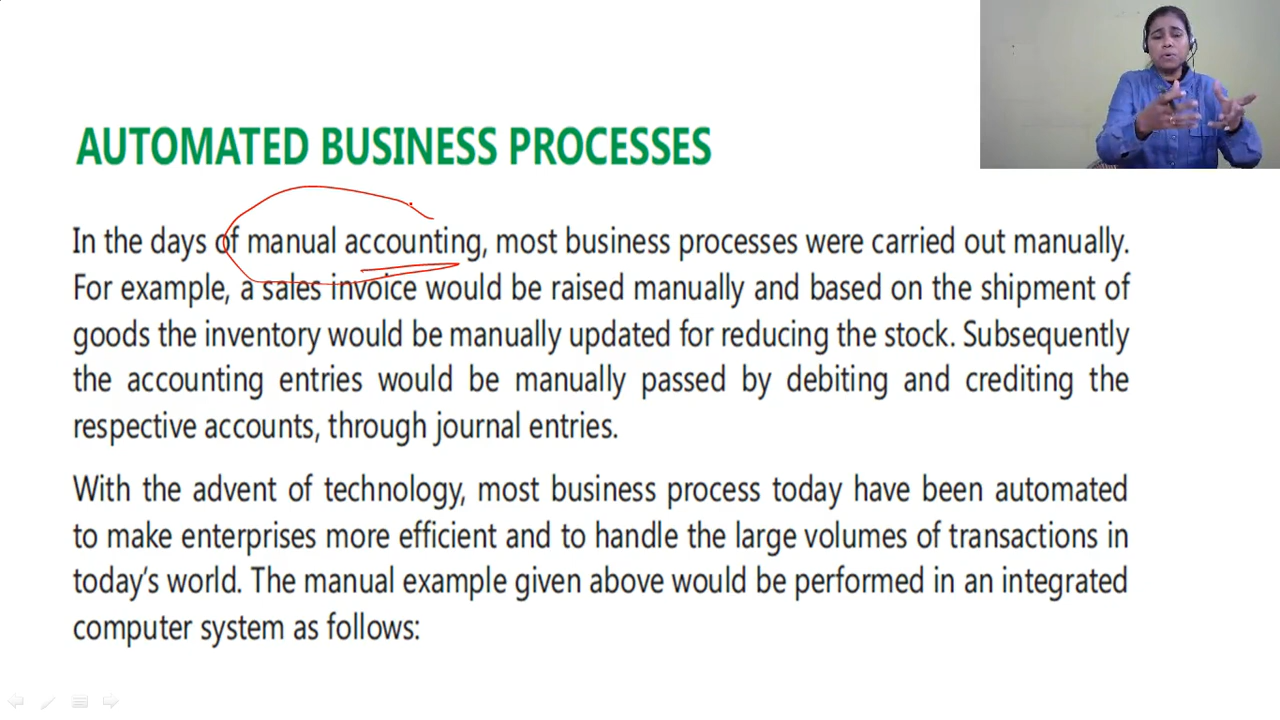 AUTOMATED BUSINESS PROCESSES
In the days of manual accounting, most business processes were carried out manually.
For example, a sales invoice would be raised manually and based on the shipment of
goods the inventory would be manually updated for reducing the stock. Subsequently
the accounting entries would be manually passed by debiting and crediting the
respective accounts, through journal entries.
With the advent of technology, most business process today have been automated
to make enterprises more efficient and to handle the large volumes of transactions in
today's world. The manual example given above would be performed in an integrated
computer system as follows: